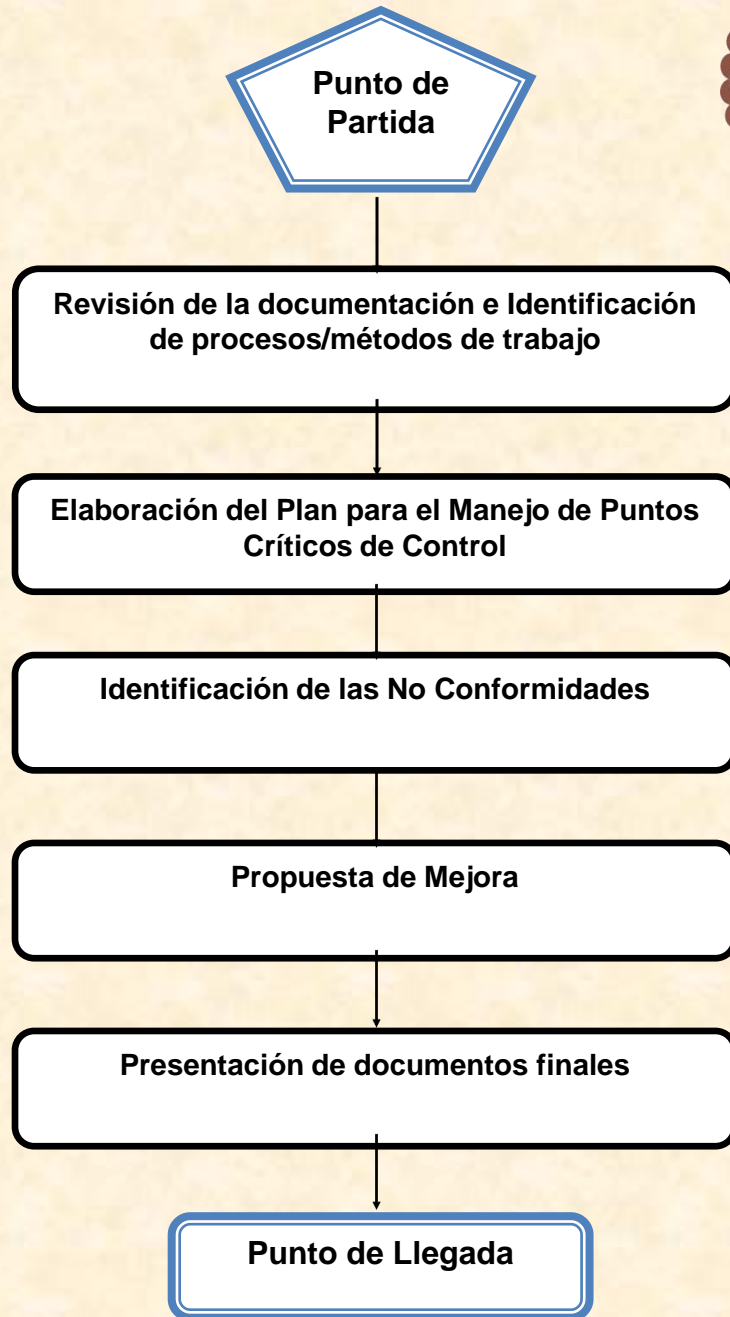 Punto de
Partida
Revisión de la documentación e Identificación
de procesos/métodos de trabajo
Elaboración del Plan para el Manejo de Puntos
Críticos de Control
Identificación de las No Conformidades
Propuesta de Mejora
Presentación de documentos finales
Punto de Llegada